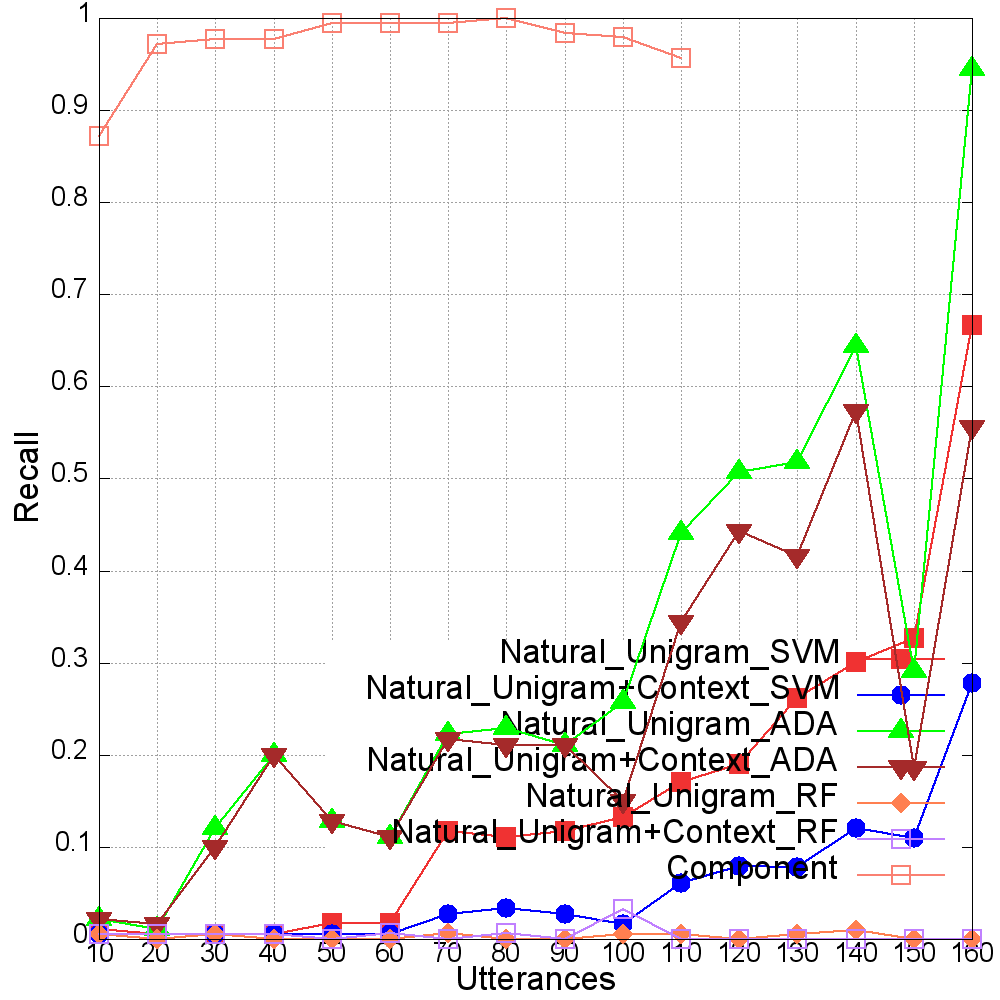 1
0.9
0.8
0.7
0.6
0.5
0.4
0.3
0.2
0.1
0
Recall
Natural_Unigram_SVM
Natural_Unigram+Context_SVM
Natural_Unigram_ADA
Natural_Unigram+Context_ADA
Natural_Unigram_RF
Natural_Unigram+Context_RF
Component
10 20 30 40 50 60 70 80 90 100 110 120 130 140 150 160
Utterances